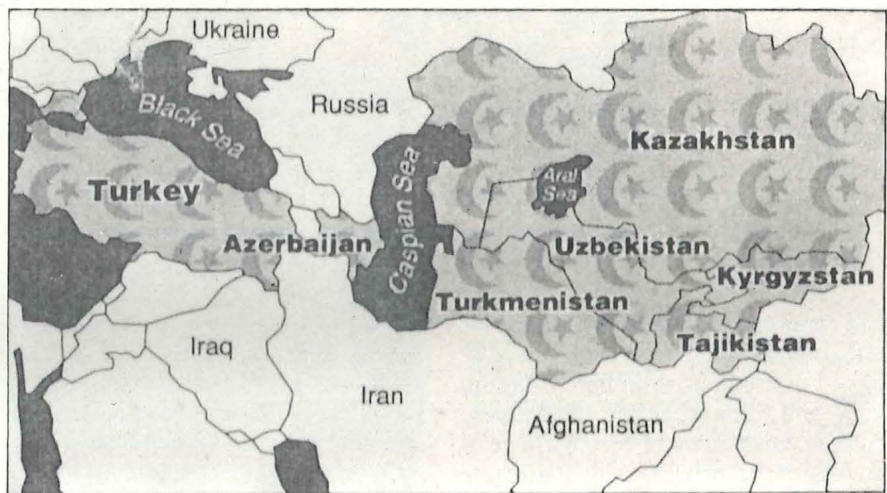 Ukraine
Black Sea
Russia
Kazakhstan
Turkey
Caspian Sea
Aral
Sea
Azerbaijan
Uzbekistan
Kyrgyzstan
Turkmenistan
Tajikistan
Iraq
Iran
Afghanistan